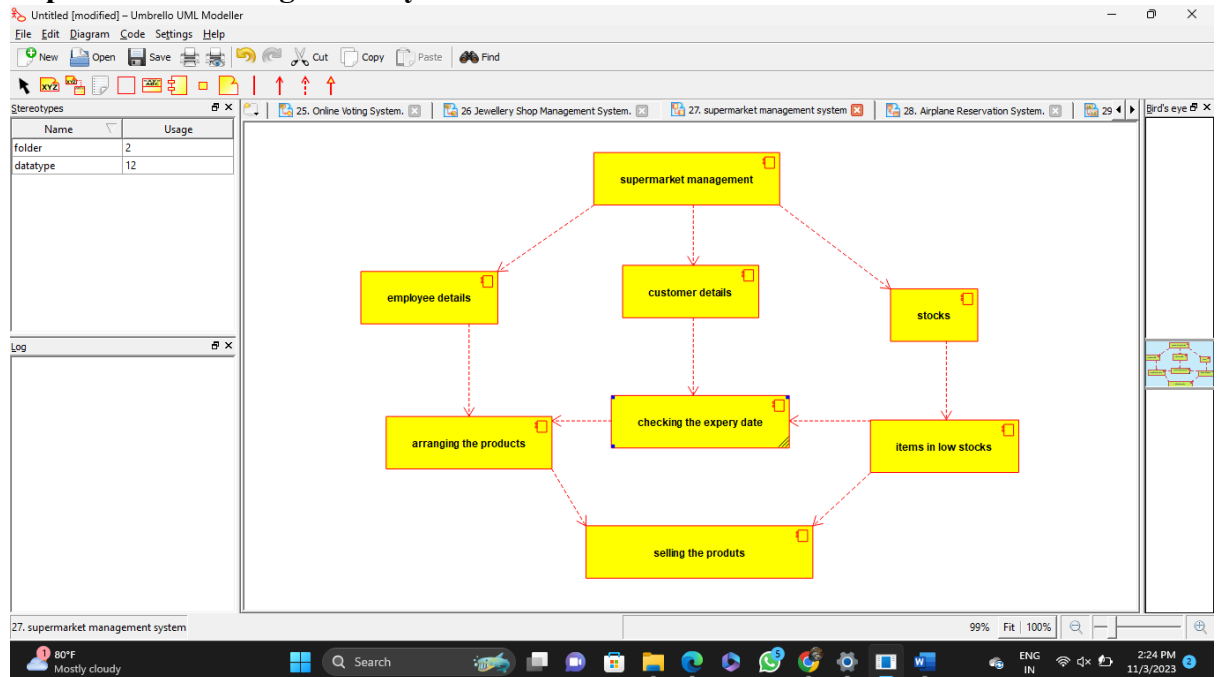 Untitled [modified] – Umbrello UML Modeller
File Edit Diagram Code Settings Help
New Open Save Cut Copy Paste Find
XYZ
Stereotypes
25. Online Voting System. 26 Jewellery Shop Management System. 27. supermarket management system 28. Airplane Reservation System. 29
Bird's eye
Name Usage
folder 2
datatype 12
Log
supermarket management
employee details
customer details
stocks
checking the expery date
arranging the products
items in low stocks
selling the produts
27. supermarket management system
99% Fit 100%
1
80°F
Mostly cloudy
Search
ENG
IN
2:24 PM
11/3/2023
2